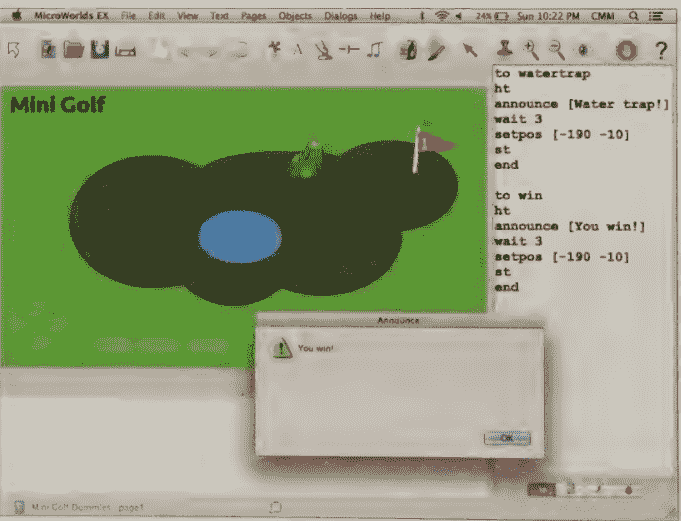 MicroWorlds EX File Edit View Text Pages Objects Dialogs Help 24% Sun 10:22 PM CMM
A
?
Mini Golf
1
to watertrap
ht
announce [Water trap!]
wait 3
setpos [-190 -10]
st
end
to win
ht
announce [You win!]
wait 3
setpos [-190 -10]
st
end
Announce
You win!
OK
Mini Golf Dummies : page1